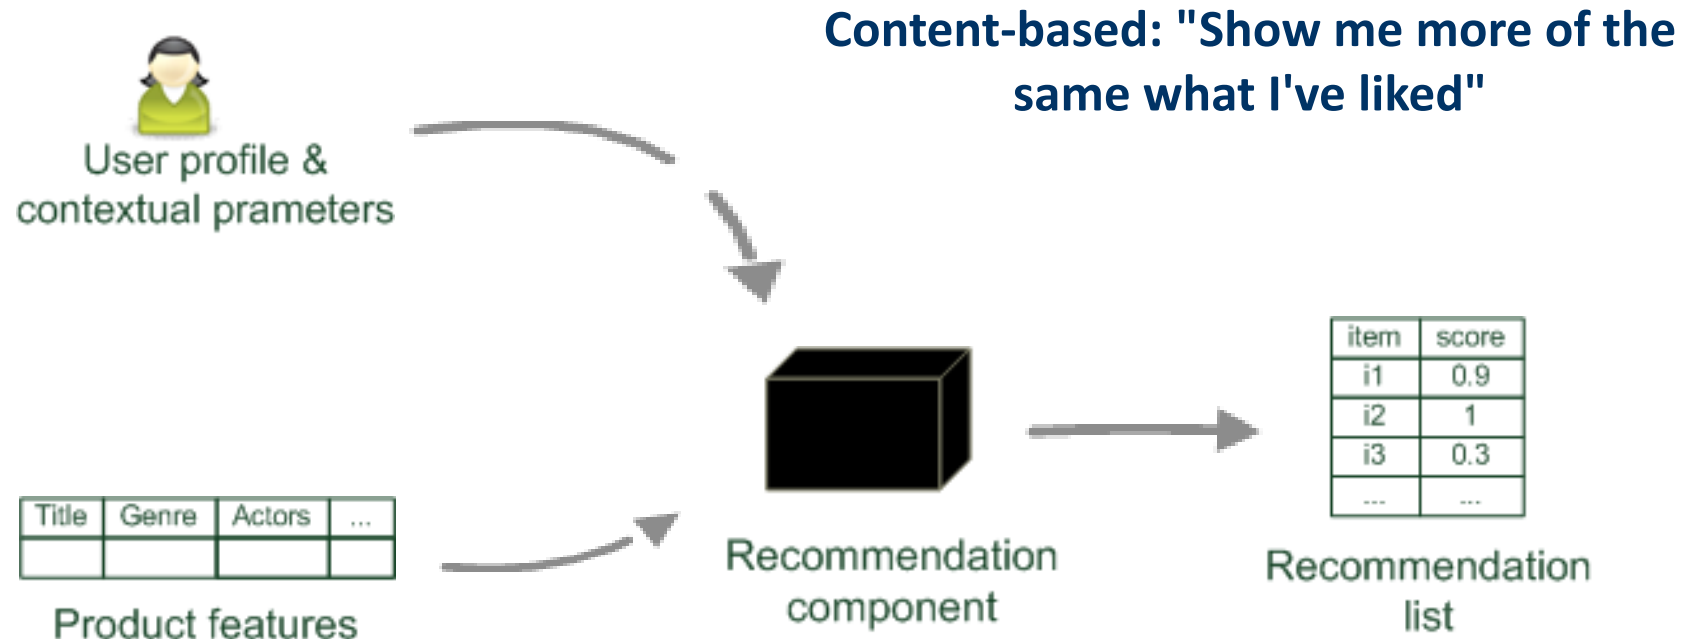 Content-based: "Show me more of the
same what I've liked"
User profile &
contextual prameters
item score
i1 0.9
i2 1
i3 0.3
... ...
Title Genre Actors ...
Product features
Recommendation
component
Recommendation
list